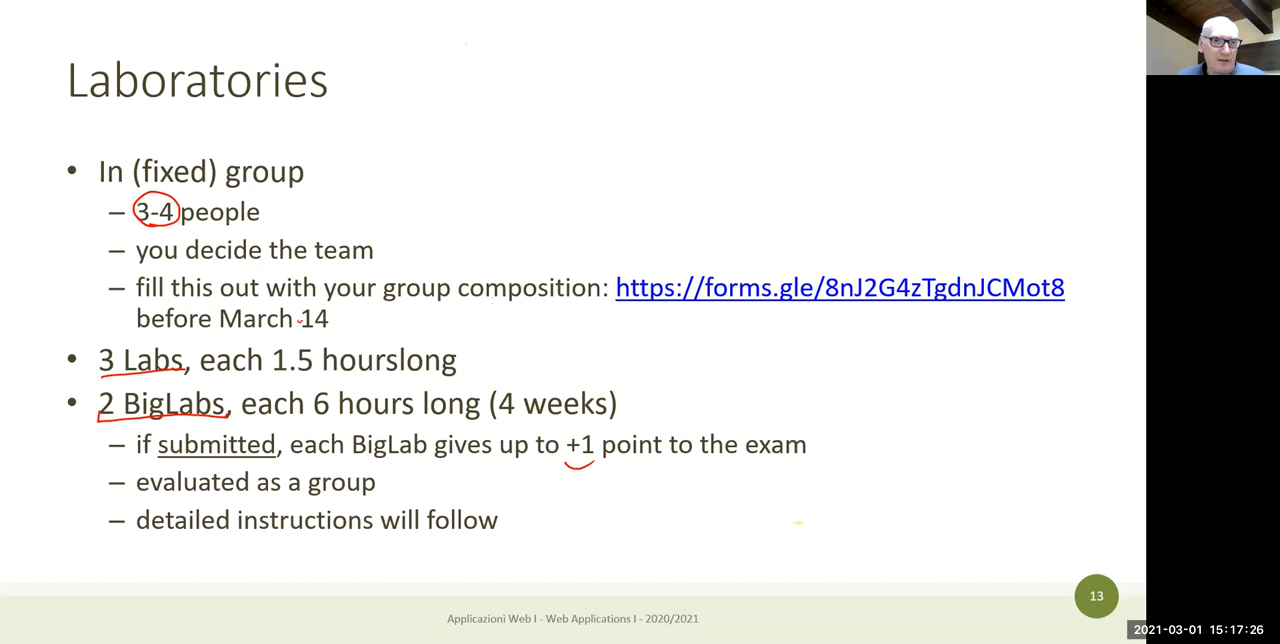 Laboratories
• In (fixed) group
– 3-4 people
– you decide the team
– fill this out with your group composition: https://forms.gle/8nJ2G4zTgdnJCMot8
before March 14
• 3 Labs, each 1.5 hourslong
• 2 BigLabs, each 6 hours long (4 weeks)
– if submitted, each BigLab gives up to +1 point to the exam
– evaluated as a group
– detailed instructions will follow
13
Applicazioni Web I - Web Applications I - 2020/2021
2021-03-01 15:17:26